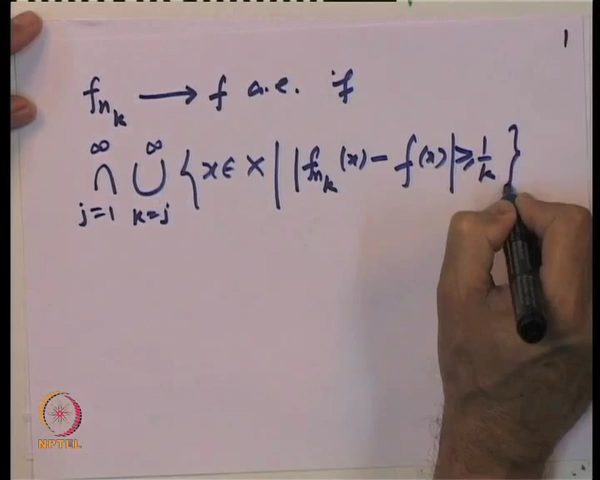 1
f_{n_k} → f a.e. if
∩_{j=1}^{∞} ∪_{k=j}^{∞} { x ∈ X | |f_{n_k}(x) − f(x)| ≥ 1/k }
NPTEL